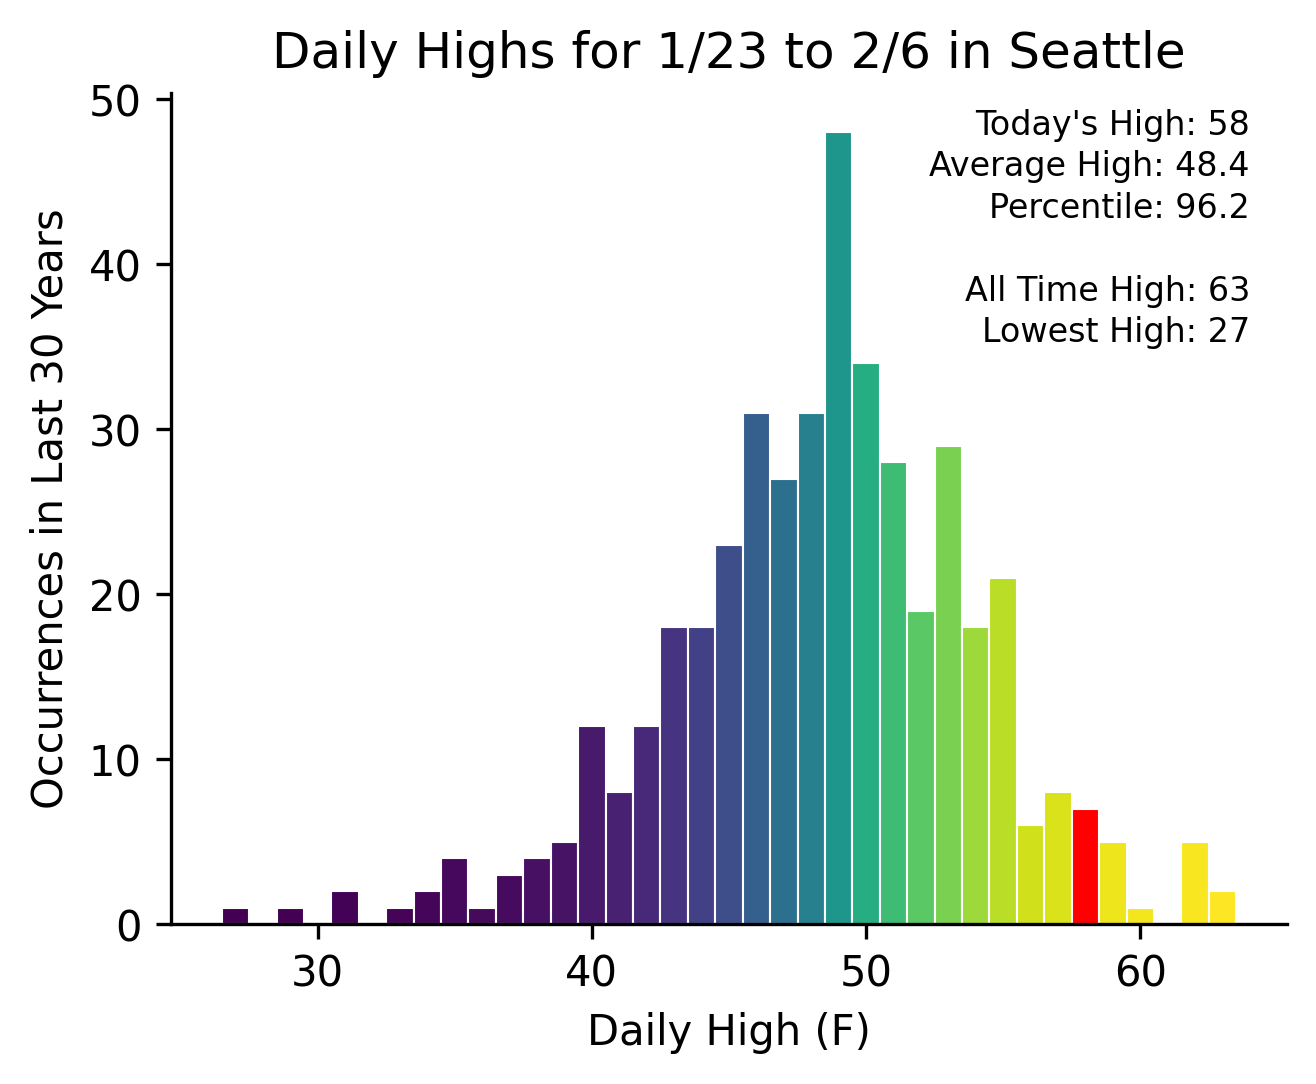 Daily Highs for 1/23 to 2/6 in Seattle
Today's High: 58
Average High: 48.4
Percentile: 96.2
All Time High: 63
Lowest High: 27
Occurrences in Last 30 Years
50
40
30
20
10
0
30
40
50
60
Daily High (F)